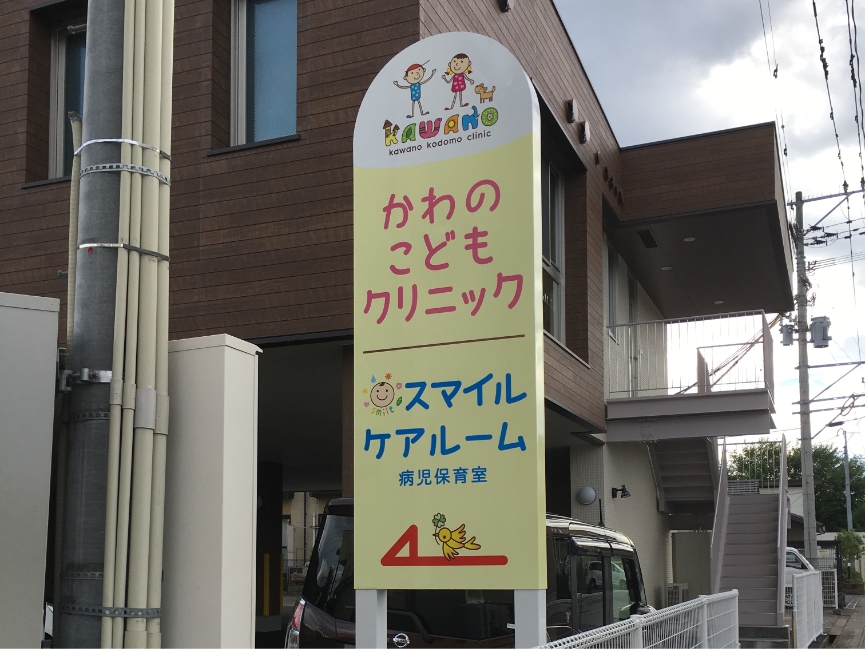 KAWANO
kawano kodomo clinic
かわの
こども
クリニック
smile
スマイル
ケアルーム
病児保育室